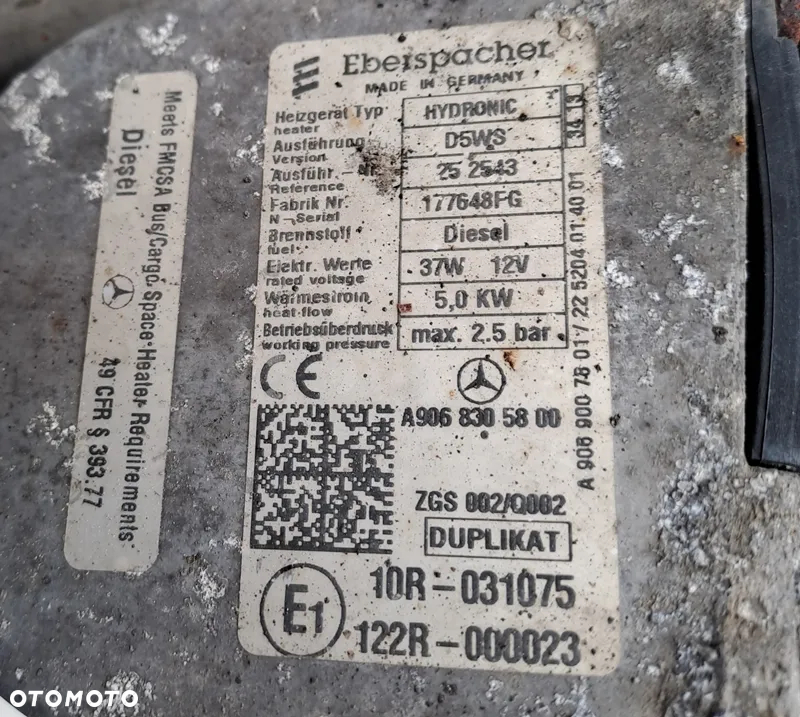 Eberspächer
MADE IN GERMANY
Heizgerät Typ HYDRONIC
heater
Ausführung D5WS
Version
Ausführ. - Nr. 25 2543
Reference
Fabrik Nr. 177648FG
N-Serial
Brennstoff Diesel
fuel
Elektr. Werte 37W 12V
rated voltage
Wärmestrom 5,0 KW
heat-flow
Betriebsüberdruck max. 2.5 bar
working pressure
34 13
A 906 900 78 01 / 22 5204 01 40 01
CE
A906 830 58 00
ZGS 002/Q002
DUPLIKAT
E1
10R-031075
122R-000023
Meets FMCSA Bus/Cargo-Space-Heater Requirements
Diesel 49 CFR § 393.77
OTOMOTO